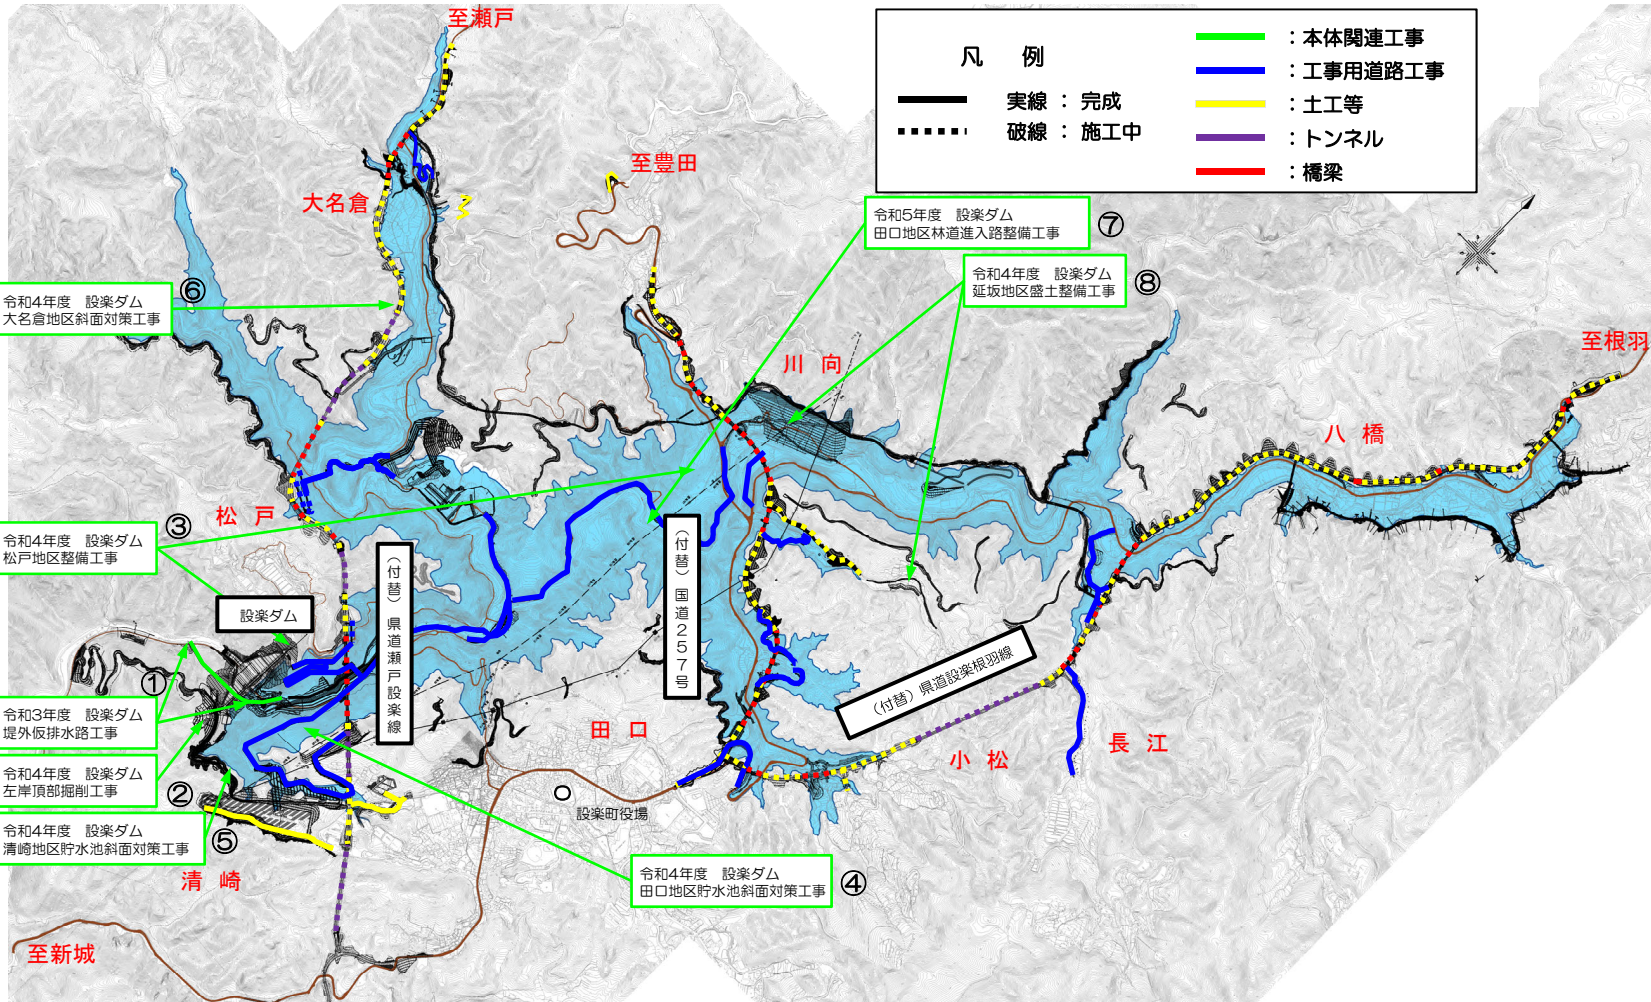 至瀬戸
凡 例
実線 : 完成
破線 : 施工中
:本体関連工事
:工事用道路工事
:土工等
:トンネル
:橋梁
至豊田
大名倉
令和5年度 設楽ダム
田口地区林道進入路整備工事
⑦
令和4年度 設楽ダム
延坂地区盛土整備工事
⑧
令和4年度 設楽ダム
大名倉地区斜面対策工事
⑥
川 向
至根羽
八 橋
松 戸
令和4年度 設楽ダム
松戸地区整備工事
③
(付替)県道瀬戸設楽線
(付替)国道257号
(付替)県道設楽根羽線
設楽ダム
①
令和3年度 設楽ダム
堤外仮排水路工事
令和4年度 設楽ダム
左岸頂部掘削工事
②
令和4年度 設楽ダム
清崎地区貯水池斜面対策工事
⑤
清 崎
田 口
設楽町役場
小 松
長 江
令和4年度 設楽ダム
田口地区貯水池斜面対策工事
④
至新城